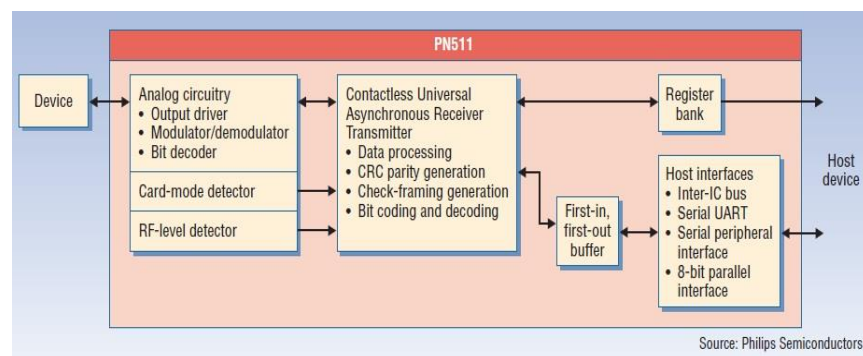 PN511
Device
Analog circuitry
• Output driver
• Modulator/demodulator
• Bit decoder
Card-mode detector
RF-level detector
Contactless Universal
Asynchronous Receiver
Transmitter
• Data processing
• CRC parity generation
• Check-framing generation
• Bit coding and decoding
First-in,
first-out
buffer
Register
bank
Host interfaces
• Inter-IC bus
• Serial UART
• Serial peripheral
interface
• 8-bit parallel
interface
Host
device
Source: Philips Semiconductors